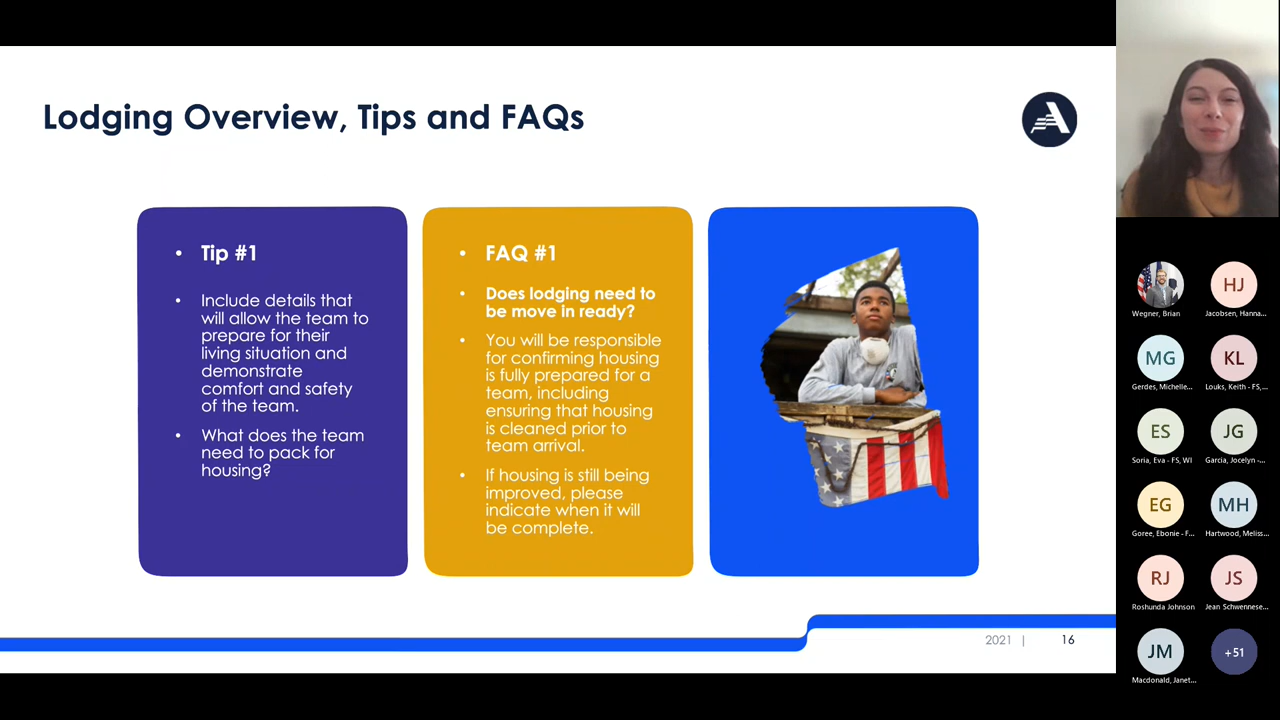 Lodging Overview, Tips and FAQs
• Tip #1
• Include details that
will allow the team to
prepare for their
living situation and
demonstrate
comfort and safety
of the team.
• What does the team
need to pack for
housing?
• FAQ #1
• Does lodging need to
be move in ready?
• You will be responsible
for confirming housing
is fully prepared for a
team, including
ensuring that housing
is cleaned prior to
team arrival.
• If housing is still being
improved, please
indicate when it will
be complete.
2021 | 16
Wegner, Brian
HJ
Jacobsen, Hanna...
MG
Gerdes, Michelle...
KL
Louks, Keith - FS,...
ES
Soria, Eva - FS, WI
JG
Garcia, Jocelyn -...
EG
Goree, Ebonie - F...
MH
Hartwood, Meliss...
RJ
Roshunda Johnson
JS
Jean Schwennese...
JM
Macdonald, Janet...
+51